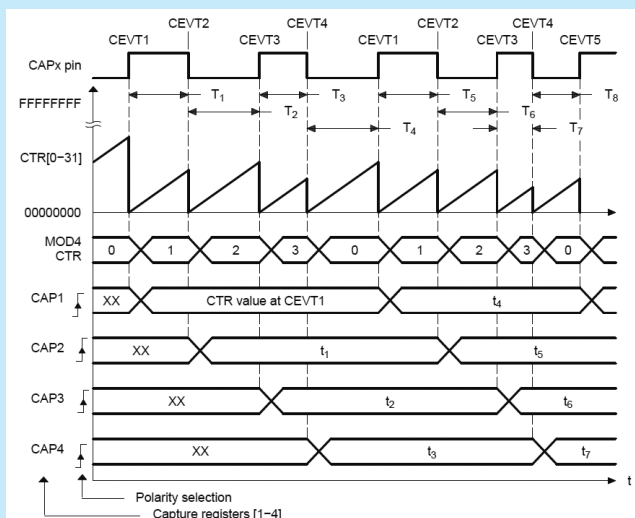 CEVT2 CEVT4 CEVT2 CEVT4
CEVT1 CEVT3 CEVT1 CEVT3 CEVT5
CAPx pin
T1 T3 T5 T8
FFFFFFFF
T2 T6
T4 T7
CTR[0−31]
00000000
MOD4
CTR
0 1 2 3 0 1 2 3 0
CAP1 XX CTR value at CEVT1 t4
CAP2 XX t1 t5
CAP3 XX t2 t6
CAP4 XX t3 t7
t
Polarity selection
Capture registers [1−4]